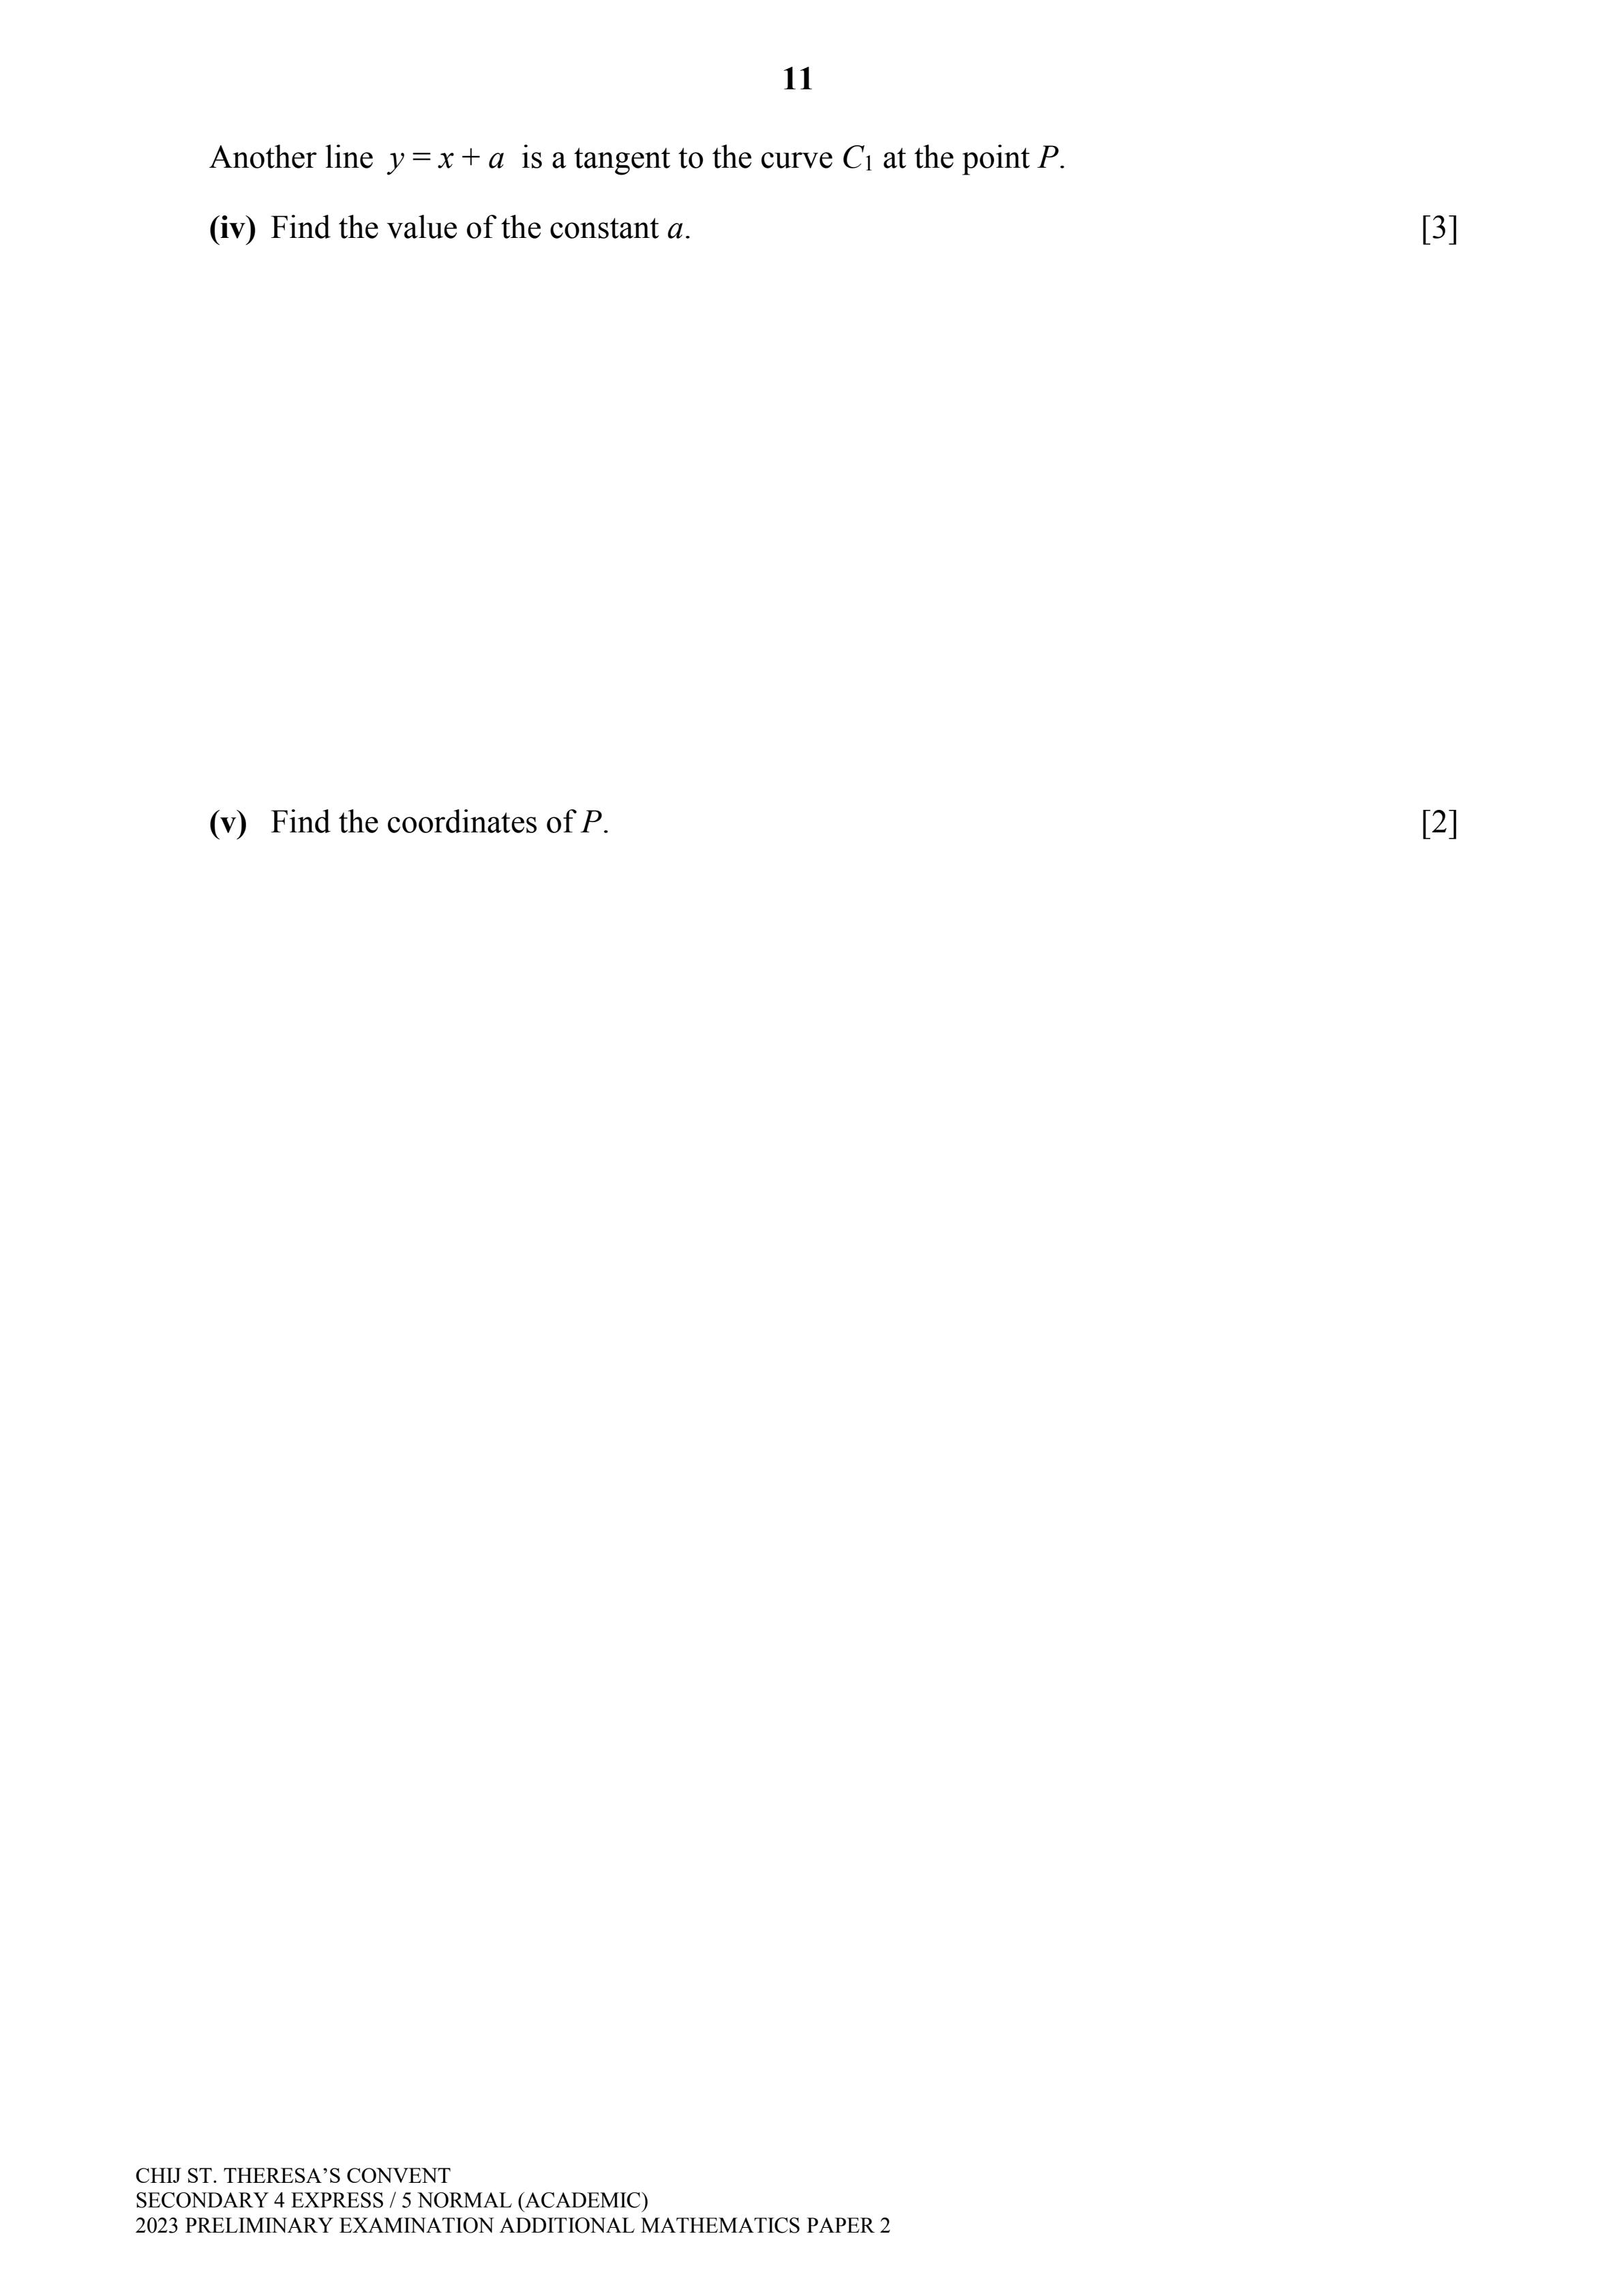 11
Another line y = x + a is a tangent to the curve C₁ at the point P.
(iv) Find the value of the constant a. [3]
(v) Find the coordinates of P. [2]
CHIJ ST. THERESA’S CONVENT
SECONDARY 4 EXPRESS / 5 NORMAL (ACADEMIC)
2023 PRELIMINARY EXAMINATION ADDITIONAL MATHEMATICS PAPER 2